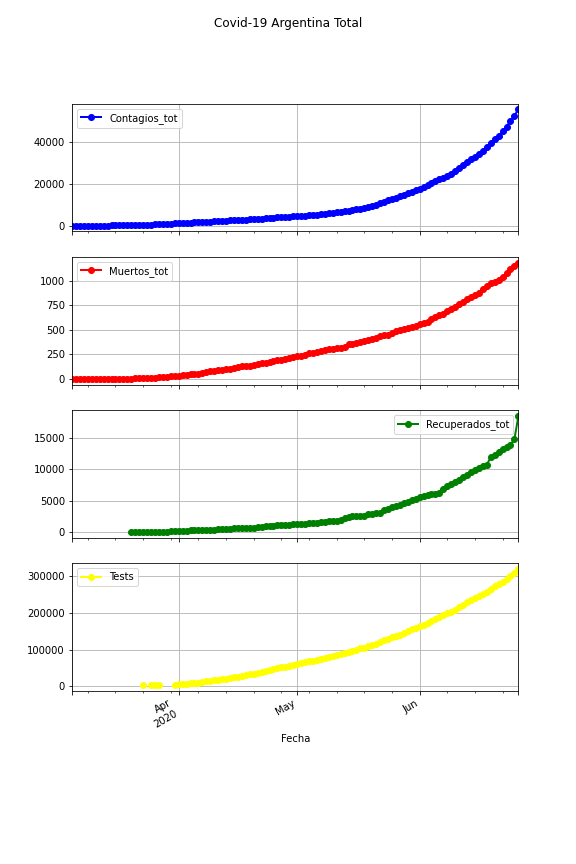 Covid-19 Argentina Total
Contagios_tot
40000
20000
0
Muertos_tot
1000
750
500
250
0
Recuperados_tot
15000
10000
5000
0
Tests
300000
200000
100000
0
Apr
2020
May
Jun
Fecha